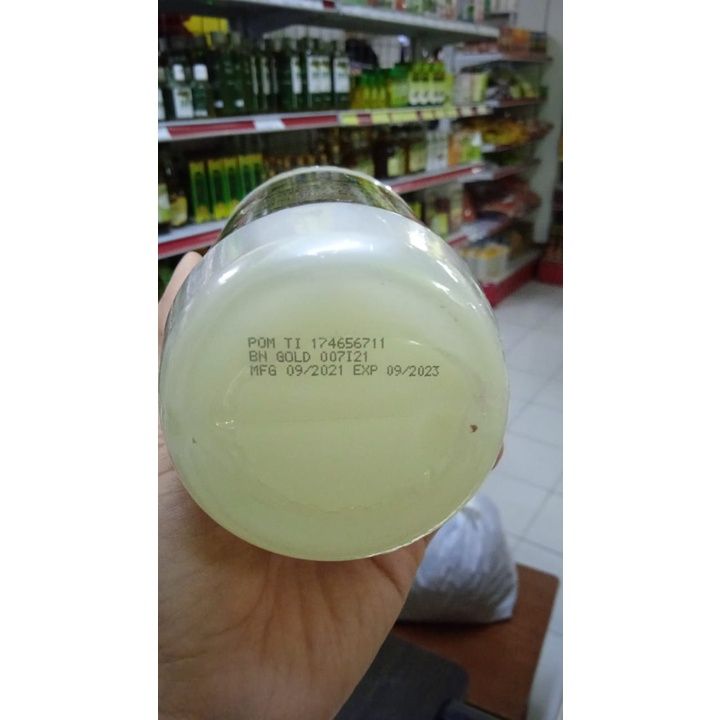 POM TI 174656711
BN GOLD 007I21
MFG 09/2021 EXP 09/2023